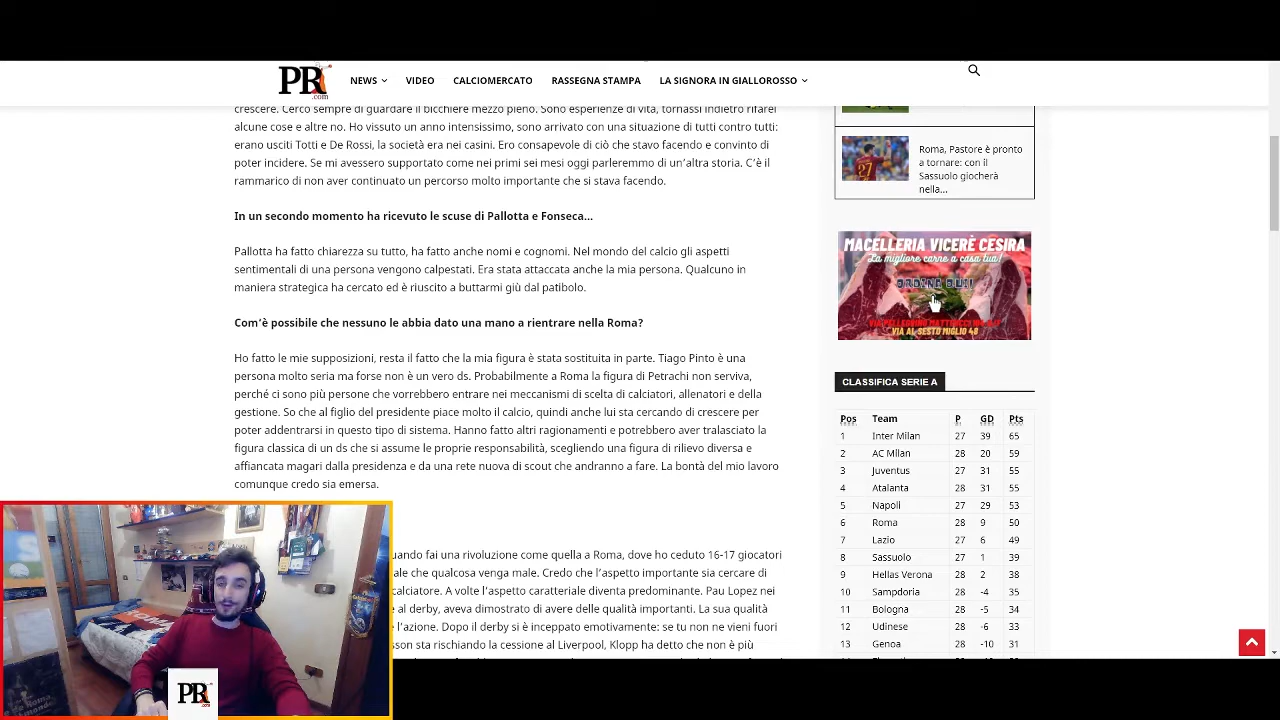 PR
.com
NEWS
VIDEO
CALCIOMERCATO
RASSEGNA STAMPA
LA SIGNORA IN GIALLOROSSO
crescere. Cerco sempre di guardare il bicchiere mezzo pieno. Sono esperienze di vita, tornassi indietro rifarei
alcune cose e altre no. Ho vissuto un anno intensissimo, sono arrivato con una situazione di tutti contro tutti:
erano usciti Totti e De Rossi, la società era nei casini. Ero consapevole di ciò che stavo facendo e convinto di
poter incidere. Se mi avessero supportato come nei primi sei mesi oggi parleremmo di un'altra storia. C'è il
rammarico di non aver continuato un percorso molto importante che si stava facendo.
In un secondo momento ha ricevuto le scuse di Pallotta e Fonseca...
Pallotta ha fatto chiarezza su tutto, ha fatto anche nomi e cognomi. Nel mondo del calcio gli aspetti
sentimentali di una persona vengono calpestati. Era stata attaccata anche la mia persona. Qualcuno in
maniera strategica ha cercato ed è riuscito a buttarmi giù dal patibolo.
Com'è possibile che nessuno le abbia dato una mano a rientrare nella Roma?
Ho fatto le mie supposizioni, resta il fatto che la mia figura è stata sostituita in parte. Tiago Pinto è una
persona molto seria ma forse non è un vero ds. Probabilmente a Roma la figura di Petrachi non serviva,
perché ci sono più persone che vorrebbero entrare nei meccanismi di scelta di calciatori, allenatori e della
gestione. So che al figlio del presidente piace molto il calcio, quindi anche lui sta cercando di crescere per
poter addentrarsi in questo tipo di sistema. Hanno fatto altri ragionamenti e potrebbero aver tralasciato la
figura classica di un ds che si assume le proprie responsabilità, scegliendo una figura di rilievo diversa e
affiancata magari dalla presidenza e da una rete nuova di scout che andranno a fare. La bontà del mio lavoro
comunque credo sia emersa.
uando fai una rivoluzione come quella a Roma, dove ho ceduto 16-17 giocatori
ale che qualcosa venga male. Credo che l'aspetto importante sia cercare di
calciatore. A volte l'aspetto caratteriale diventa predominante. Pau Lopez nei
e al derby, aveva dimostrato di avere delle qualità importanti. La sua qualità
e l'azione. Dopo il derby si è inceppato emotivamente: se tu non ne vieni fuori
sson sta rischiando la cessione al Liverpool, Klopp ha detto che non è più
Roma, Pastore è pronto
a tornare: con il
Sassuolo giocherà
nella...
MACELLERIA VICERÈ CESIRA
La migliore carne a casa tua!
ORDINE QUI!
VIA AL SESTO MIGLIO 48
CLASSIFICA SERIE A
Pos Team P GD Pts
1 Inter Milan 27 39 65
2 AC Milan 28 20 59
3 Juventus 27 31 55
4 Atalanta 28 31 55
5 Napoli 27 29 53
6 Roma 28 9 50
7 Lazio 27 6 49
8 Sassuolo 27 1 39
9 Hellas Verona 28 2 38
10 Sampdoria 28 -4 35
11 Bologna 28 -5 34
12 Udinese 28 -6 33
13 Genoa 28 -10 31
PR
.com